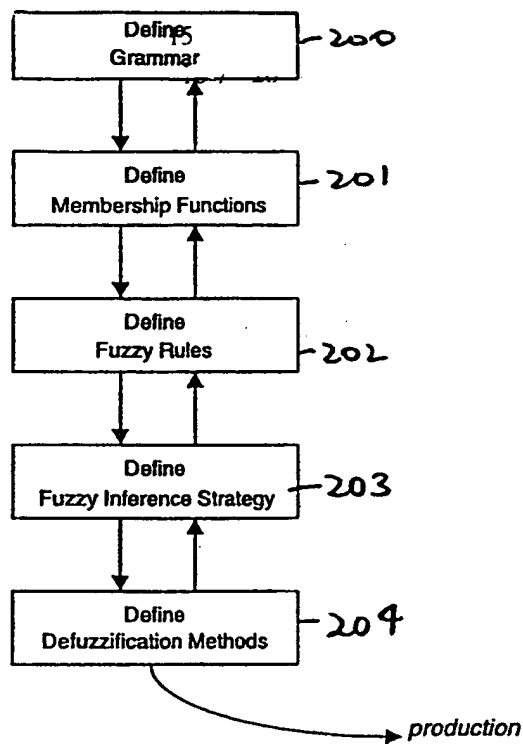 Define
15
Grammar
200
Define
Membership Functions
201
Define
Fuzzy Rules
202
Define
Fuzzy Inference Strategy
203
Define
Defuzzification Methods
204
production